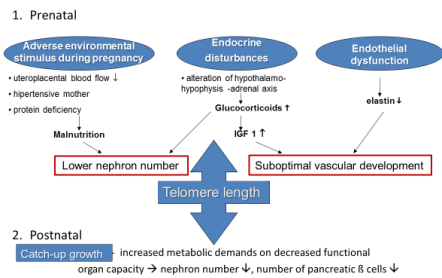 1. Prenatal
Adverse environmental
stimulus during pregnancy
Endocrine
disturbances
Endothelial
dysfunction
• uteroplacental blood flow ↓
• hipertensive mother
• protein deficiency
• alteration of hypothalamo-
hypophysis -adrenal axis
Glucocorticoids ↑
elastin ↓
Malnutrition
IGF 1 ↑
Lower nephron number
Suboptimal vascular development
Telomere length
2. Postnatal
Catch-up growth - increased metabolic demands on decreased functional
organ capacity → nephron number ↓, number of pancreatic ß cells ↓